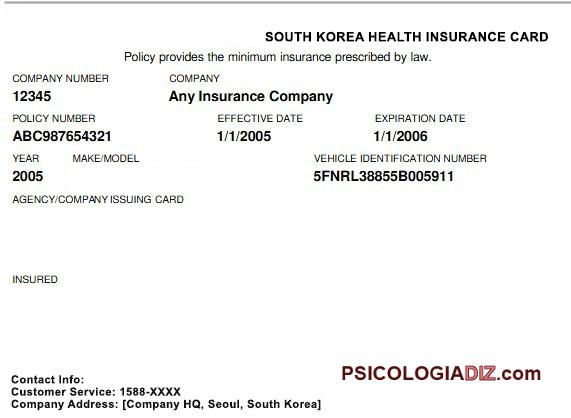 SOUTH KOREA HEALTH INSURANCE CARD
Policy provides the minimum insurance prescribed by law.
COMPANY NUMBER COMPANY
12345 Any Insurance Company
POLICY NUMBER EFFECTIVE DATE EXPIRATION DATE
ABC987654321 1/1/2005 1/1/2006
YEAR MAKE/MODEL VEHICLE IDENTIFICATION NUMBER
2005 5FNRL38855B005911
AGENCY/COMPANY ISSUING CARD
INSURED
PSICOLOGIADIZ.com
Contact Info:
Customer Service: 1588-XXXX
Company Address: [Company HQ, Seoul, South Korea]